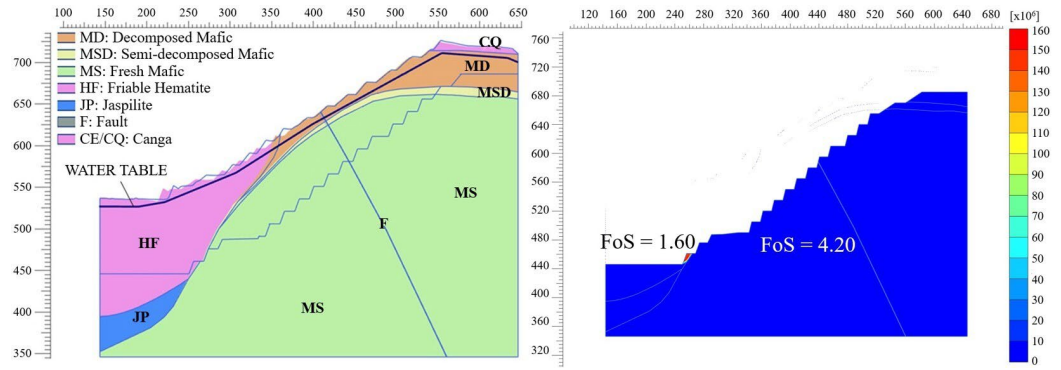 100 150 200 250 300 350 400 450 500 550 600 650
MD: Decomposed Mafic
MSD: Semi-decomposed Mafic
MS: Fresh Mafic
HF: Friable Hematite
JP: Jaspilite
F: Fault
CE/CQ: Canga
WATER TABLE
700
650
600
550
500
450
400
350
CQ
MD
MSD
MS
F
HF
JP
MS
120 160 200 240 280 320 360 400 440 480 520 560 600 640 680
760
720
680
640
600
560
520
480
440
400
360
320
FoS = 1.60
FoS = 4.20
[x10⁶]
160
150
140
130
120
110
100
90
80
70
60
50
40
30
20
10
0